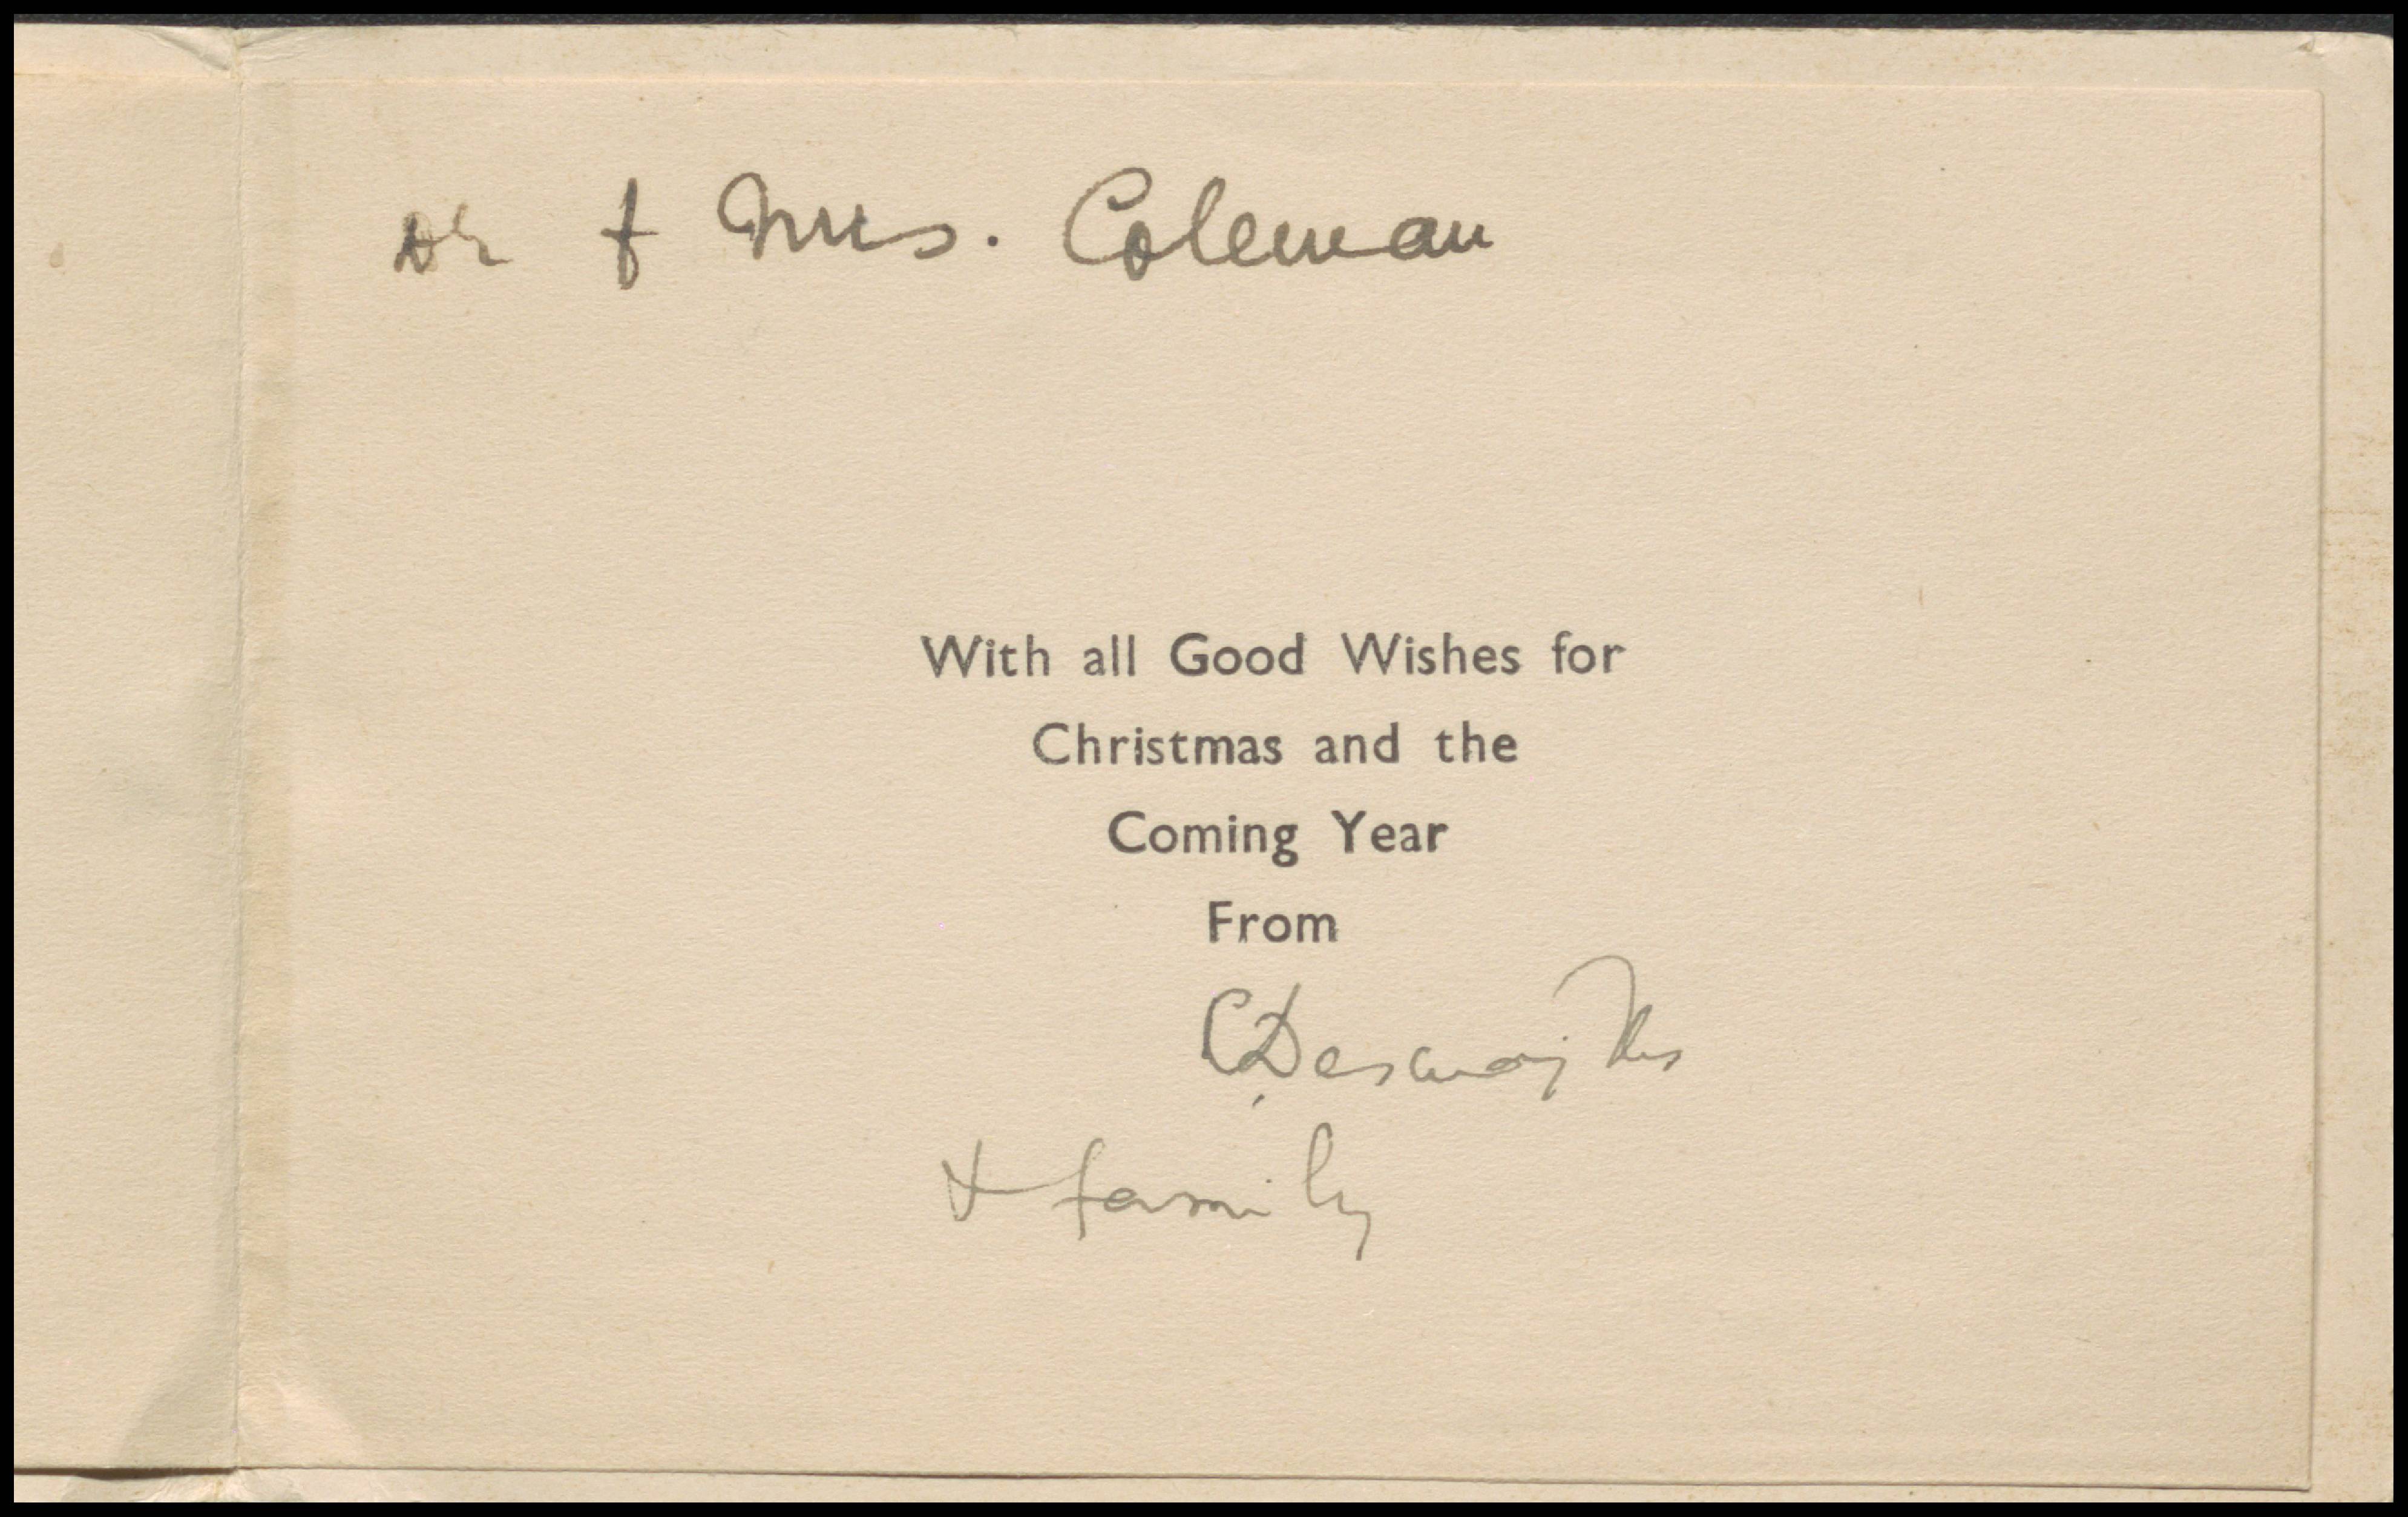 Dr & Mrs. Coleman
With all Good Wishes for
Christmas and the
Coming Year
From
& family